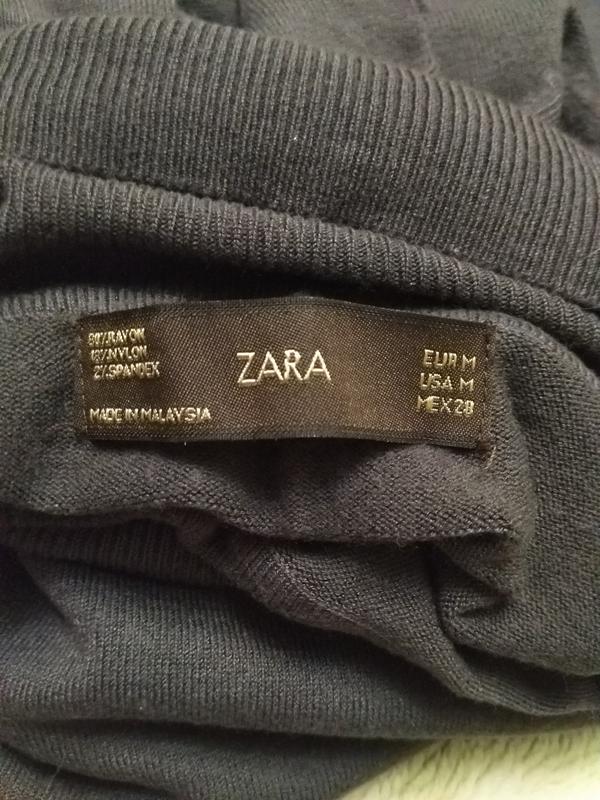 80%RAYON
18%NYLON
2%SPANDEX
MADE IN MALAYSIA
ZARA
EUR M
USA M
MEX 28